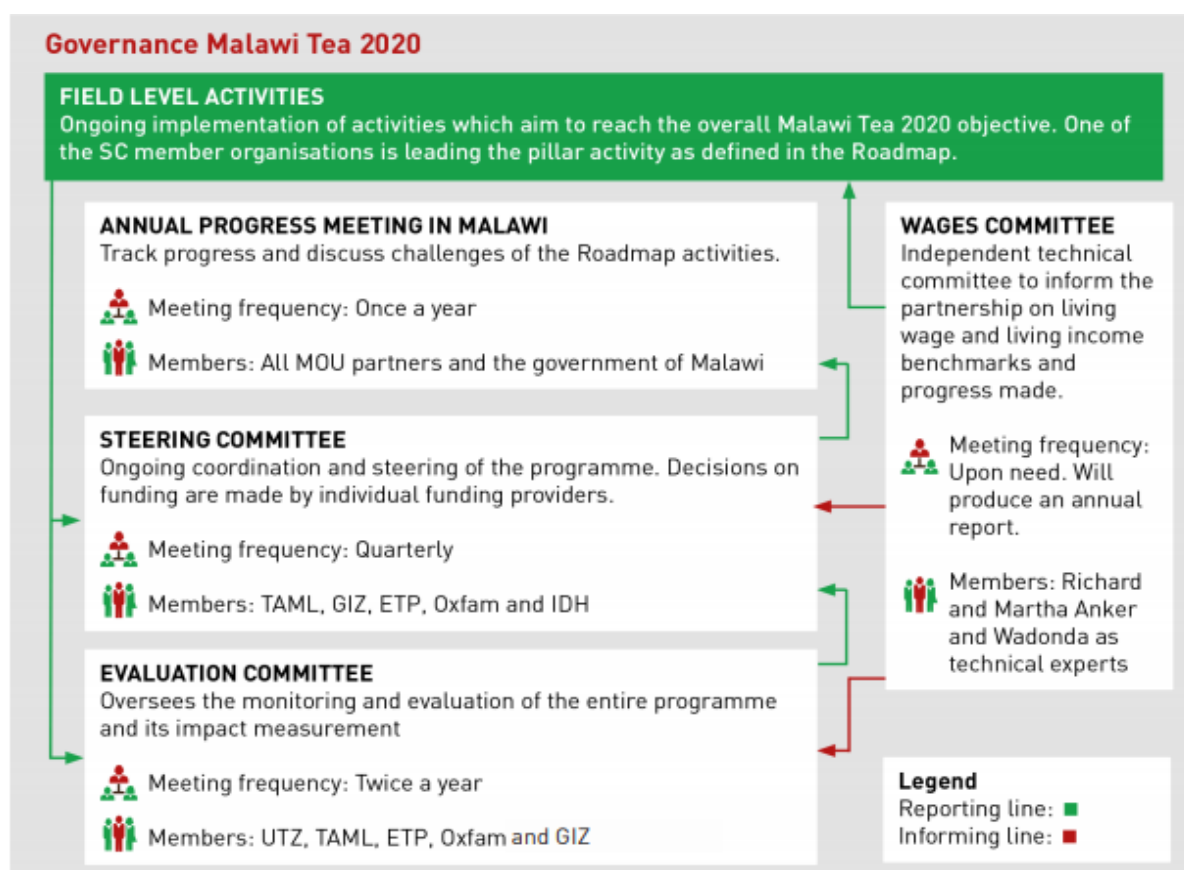 Governance Malawi Tea 2020
FIELD LEVEL ACTIVITIES
Ongoing implementation of activities which aim to reach the overall Malawi Tea 2020 objective. One of
the SC member organisations is leading the pillar activity as defined in the Roadmap.
ANNUAL PROGRESS MEETING IN MALAWI
Track progress and discuss challenges of the Roadmap activities.
Meeting frequency: Once a year
Members: All MOU partners and the government of Malawi
STEERING COMMITTEE
Ongoing coordination and steering of the programme. Decisions on
funding are made by individual funding providers.
Meeting frequency: Quarterly
Members: TAML, GIZ, ETP, Oxfam and IDH
EVALUATION COMMITTEE
Oversees the monitoring and evaluation of the entire programme
and its impact measurement
Meeting frequency: Twice a year
Members: UTZ, TAML, ETP, Oxfam and GIZ
WAGES COMMITTEE
Independent technical
committee to inform the
partnership on living
wage and living income
benchmarks and
progress made.
Meeting frequency:
Upon need. Will
produce an annual
report.
Members: Richard
and Martha Anker
and Wadonda as
technical experts
Legend
Reporting line:
Informing line: